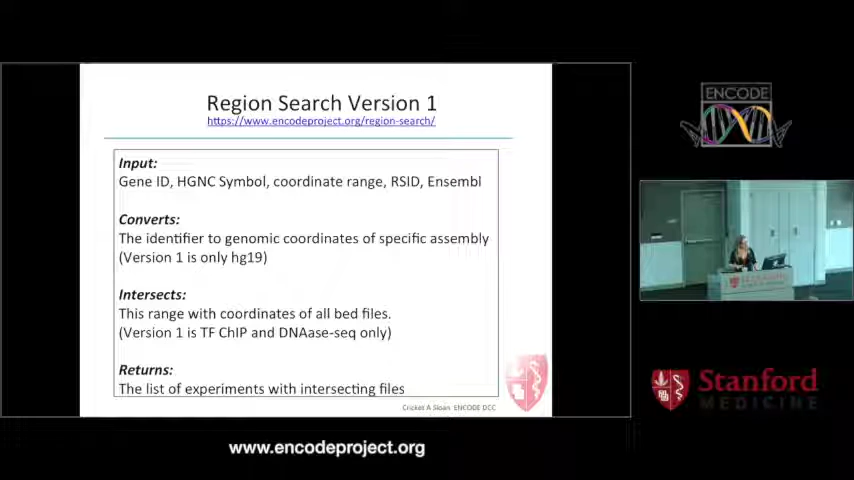 Region Search Version 1
https://www.encodeproject.org/region-search/
Input:
Gene ID, HGNC Symbol, coordinate range, RSID, Ensembl
Converts:
The identifier to genomic coordinates of specific assembly
(Version 1 is only hg19)
Intersects:
This range with coordinates of all bed files.
(Version 1 is TF ChIP and DNAase-seq only)
Returns:
The list of experiments with intersecting files
Cricket A Sloan ENCODE DCC
ENCODE
Stanford
MEDICINE
www.encodeproject.org